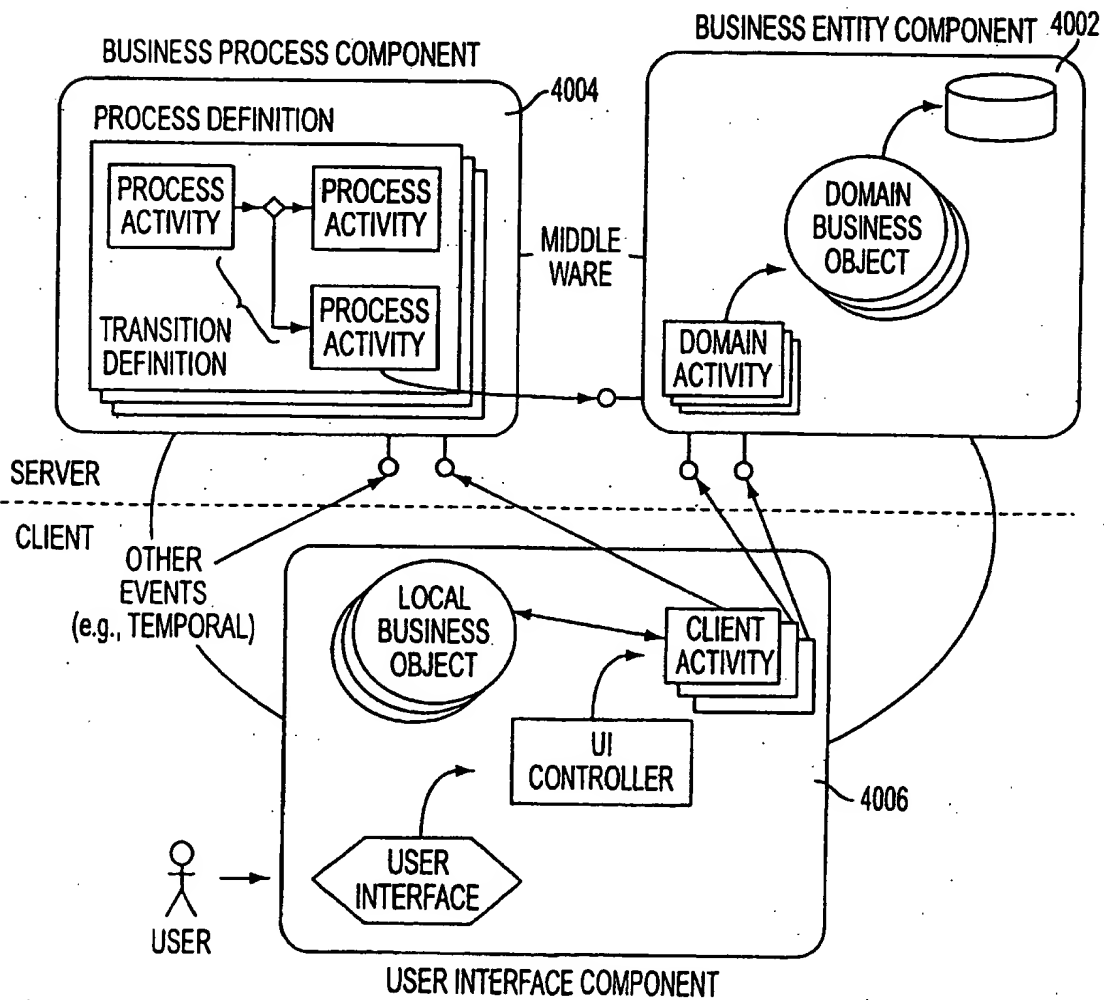 BUSINESS PROCESS COMPONENT
4004
PROCESS DEFINITION
PROCESS
ACTIVITY
PROCESS
ACTIVITY
PROCESS
ACTIVITY
TRANSITION
DEFINITION
MIDDLE
WARE
BUSINESS ENTITY COMPONENT
4002
DOMAIN
BUSINESS
OBJECT
DOMAIN
ACTIVITY
SERVER
CLIENT
OTHER
EVENTS
(e.g., TEMPORAL)
LOCAL
BUSINESS
OBJECT
CLIENT
ACTIVITY
UI
CONTROLLER
4006
USER
INTERFACE
USER
USER INTERFACE COMPONENT